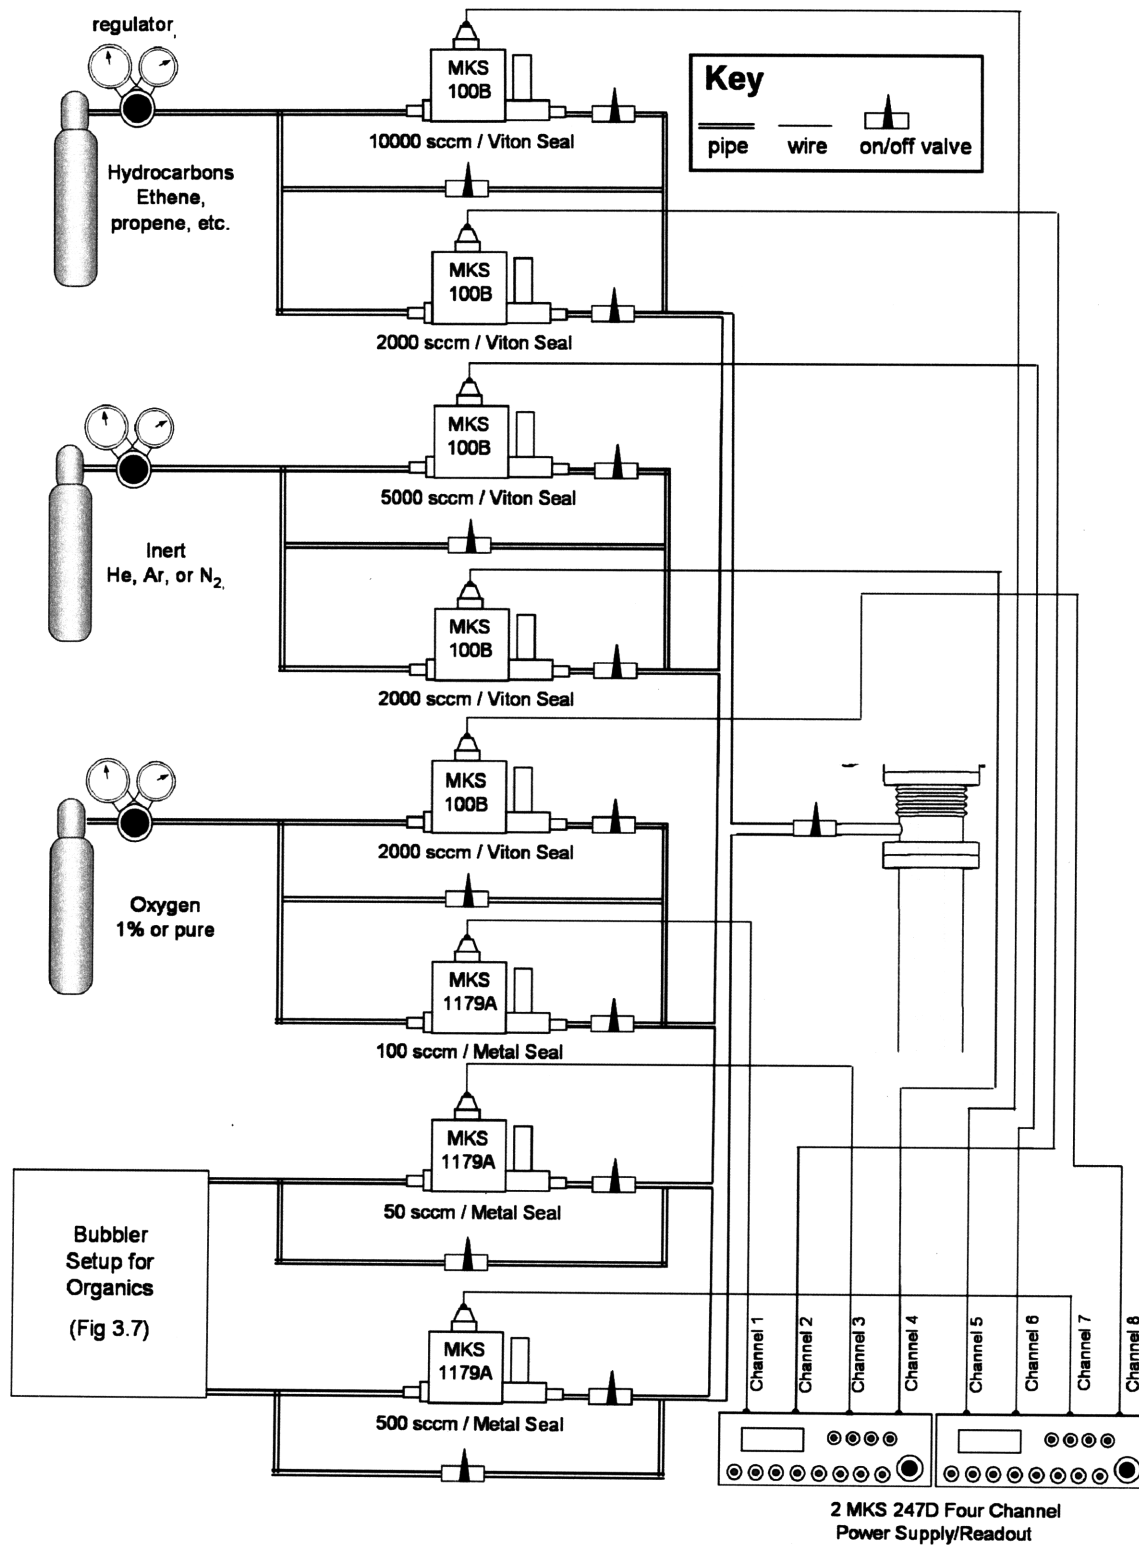 regulator
MKS
100B
10000 sccm / Viton Seal
Key
pipe wire on/off valve
Hydrocarbons
Ethene,
propene, etc.
MKS
100B
2000 sccm / Viton Seal
MKS
100B
5000 sccm / Viton Seal
Inert
He, Ar, or N2
MKS
100B
2000 sccm / Viton Seal
MKS
100B
2000 sccm / Viton Seal
Oxygen
1% or pure
MKS
1179A
100 sccm / Metal Seal
MKS
1179A
50 sccm / Metal Seal
Bubbler
Setup for
Organics
(Fig 3.7)
MKS
1179A
500 sccm / Metal Seal
Channel 1
Channel 2
Channel 3
Channel 4
Channel 5
Channel 6
Channel 7
Channel 8
2 MKS 247D Four Channel
Power Supply/Readout